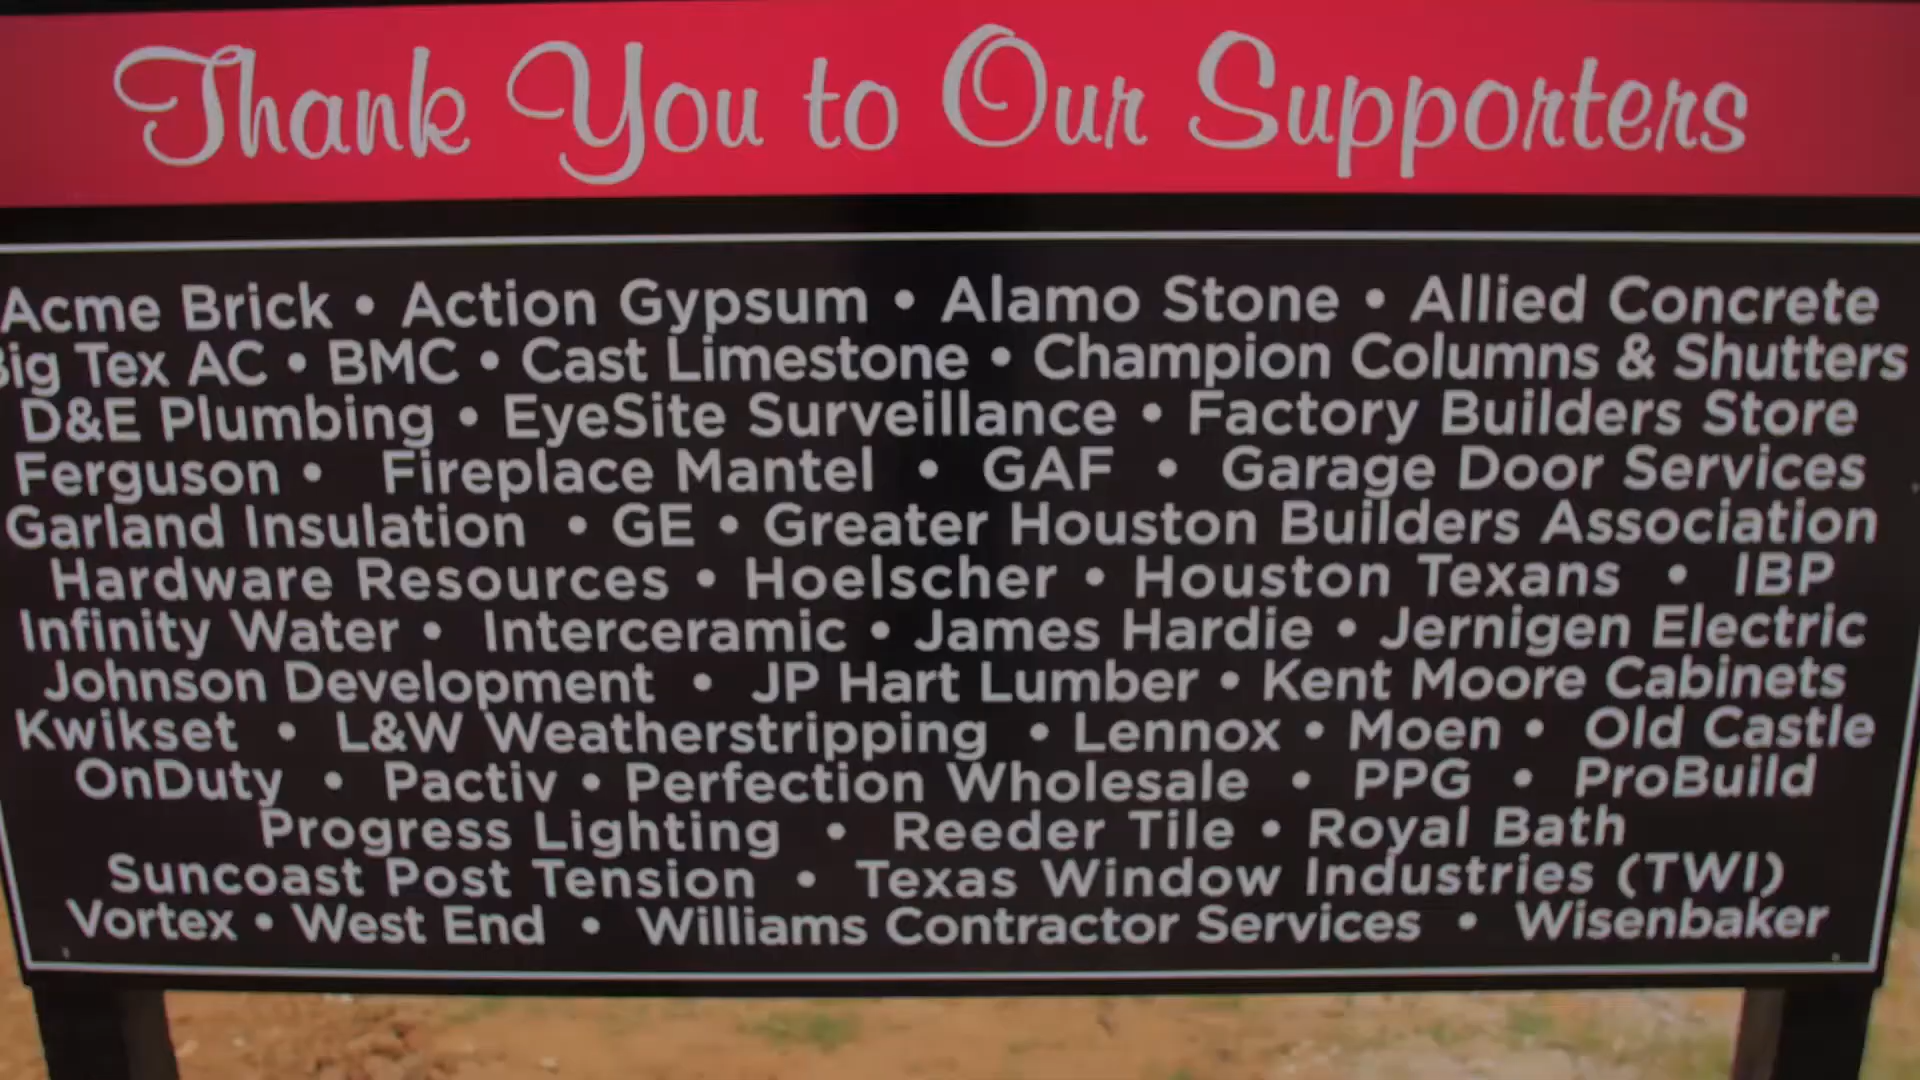 Thank You to Our Supporters
Acme Brick • Action Gypsum • Alamo Stone • Allied Concrete
Big Tex AC • BMC • Cast Limestone • Champion Columns & Shutters
D&E Plumbing • EyeSite Surveillance • Factory Builders Store
Ferguson • Fireplace Mantel • GAF • Garage Door Services
Garland Insulation • GE • Greater Houston Builders Association
Hardware Resources • Hoelscher • Houston Texans • IBP
Infinity Water • Interceramic • James Hardie • Jernigen Electric
Johnson Development • JP Hart Lumber • Kent Moore Cabinets
Kwikset • L&W Weatherstripping • Lennox • Moen • Old Castle
OnDuty • Pactiv • Perfection Wholesale • PPG • ProBuild
Progress Lighting • Reeder Tile • Royal Bath
Suncoast Post Tension • Texas Window Industries (TWI)
Vortex • West End • Williams Contractor Services • Wisenbaker